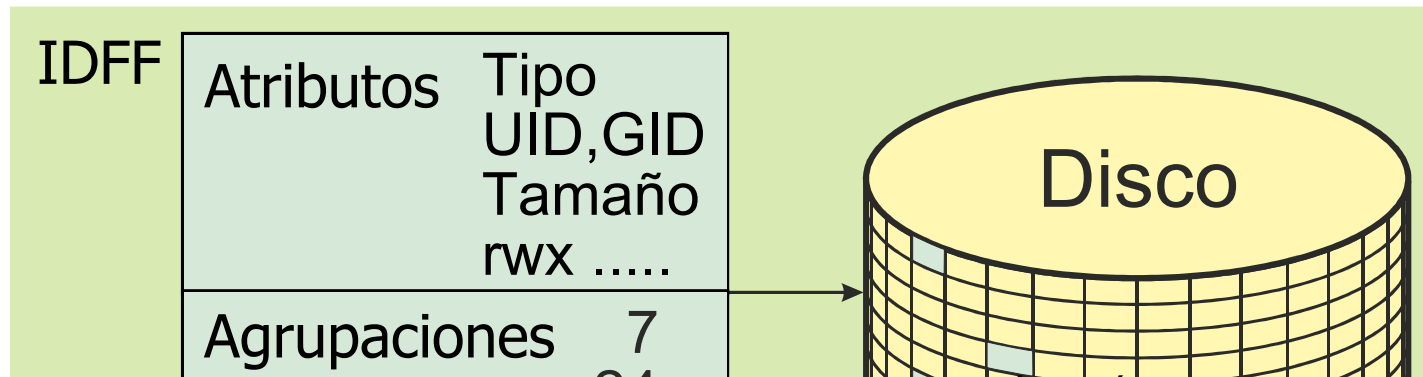 IDFF
Atributos
Tipo
UID,GID
Tamaño
rwx .....
Agrupaciones 7
Disco